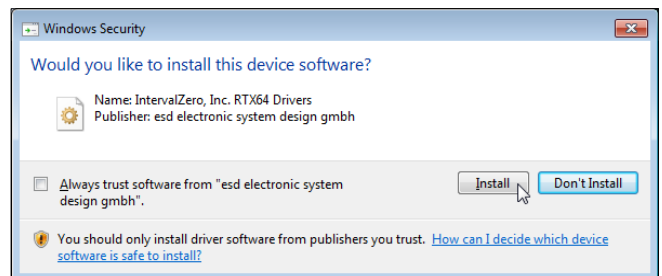 Windows Security
Would you like to install this device software?
Name: IntervalZero, Inc. RTX64 Drivers
Publisher: esd electronic system design gmbh
Always trust software from "esd electronic system
design gmbh".
Install
Don't Install
You should only install driver software from publishers you trust. How can I decide which device
software is safe to install?